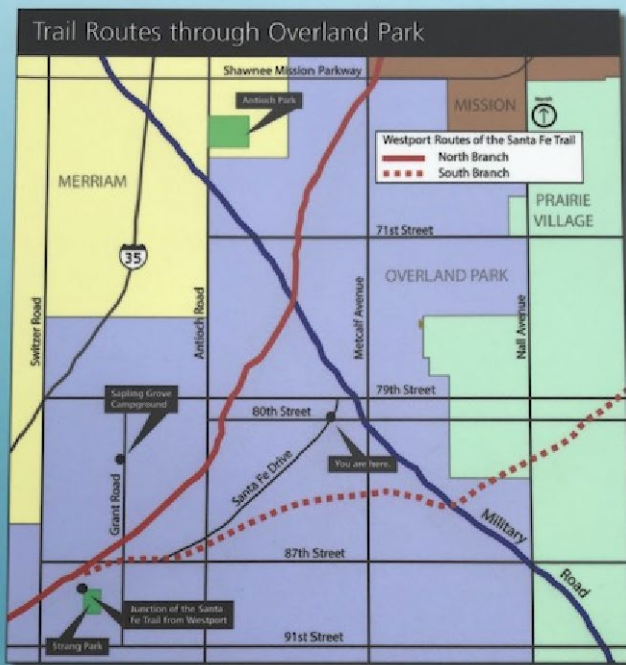 Trail Routes through Overland Park
Shawnee Mission Parkway
Antioch Park
MISSION
North
Westport Routes of the Santa Fe Trail
North Branch
South Branch
MERRIAM
PRAIRIE
VILLAGE
71st Street
35
OVERLAND PARK
Switzer Road
Antioch Road
Metcalf Avenue
Nall Avenue
79th Street
Sapling Grove
Campground
80th Street
You are here.
Santa Fe Drive
Grant Road
Military
Road
87th Street
Junction of the Santa
Fe Trail from Westport
Strang Park
91st Street